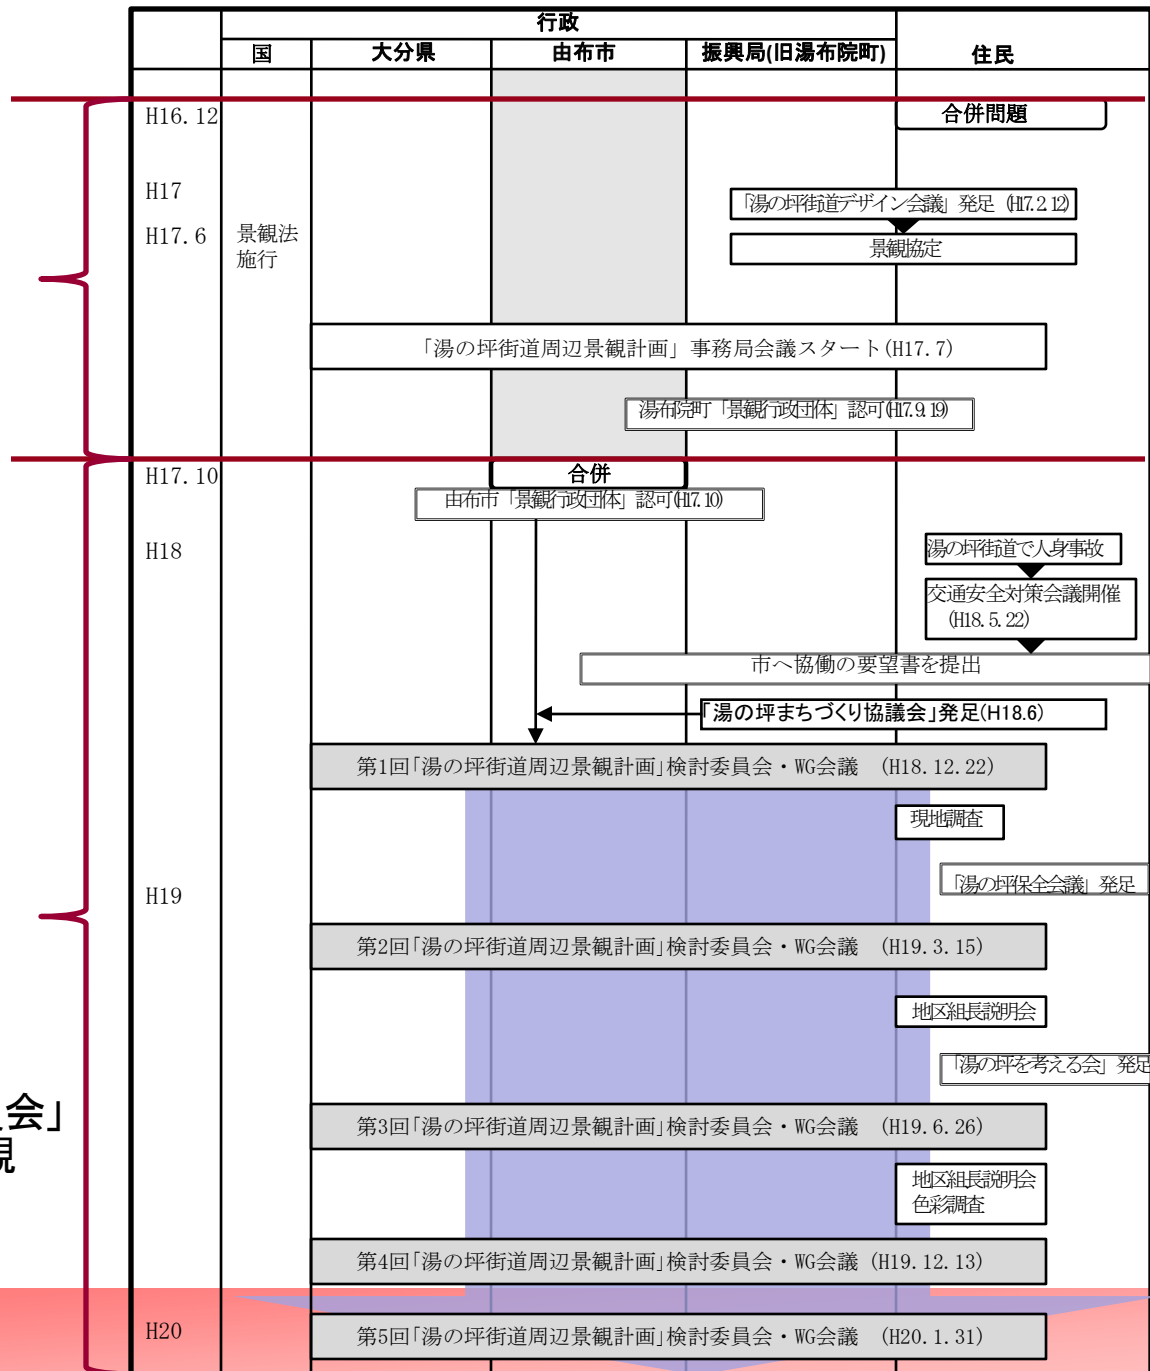 行政
国 大分県 由布市 振興局(旧湯布院町) 住民
H16.12 合併問題
H17 「湯の坪街道デザイン会議」発足 (H17.2.12)
H17.6 景観法 景観協定
施行
「湯の坪街道周辺景観計画」事務局会議スタート(H17.7)
湯布院町「景観行政団体」認可(H17.9.19)
H17.10 合併
由布市「景観行政団体」認可(H17.10)
H18 湯の坪街道で人身事故
交通安全対策会議開催
(H18.5.22)
市へ協働の要望書を提出
「湯の坪まちづくり協議会」発足(H18.6)
第1回「湯の坪街道周辺景観計画」検討委員会・WG会議 (H18.12.22)
現地調査
「湯の坪保全会議」発足
H19
第2回「湯の坪街道周辺景観計画」検討委員会・WG会議 (H19.3.15)
地区組長説明会
「湯の坪を考える会」発足
会」
第3回「湯の坪街道周辺景観計画」検討委員会・WG会議 (H19.6.26)
地区組長説明会
色彩調査
第4回「湯の坪街道周辺景観計画」検討委員会・WG会議 (H19.12.13)
H20 第5回「湯の坪街道周辺景観計画」検討委員会・WG会議 (H20.1.31)